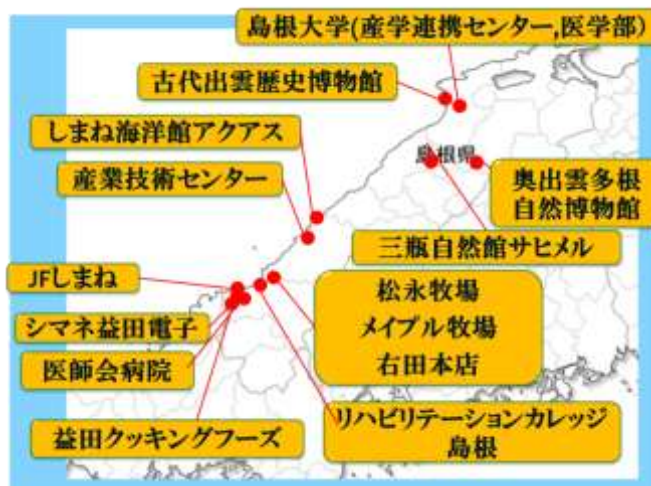 島根大学(産学連携センター,医学部)
古代出雲歴史博物館
しまね海洋館アクアス
産業技術センター
島根県
奥出雲多根
自然博物館
三瓶自然館サヒメル
JFしまね
松永牧場
メイプル牧場
右田本店
シマネ益田電子
医師会病院
益田クッキングフーズ
リハビリテーションカレッジ
島根